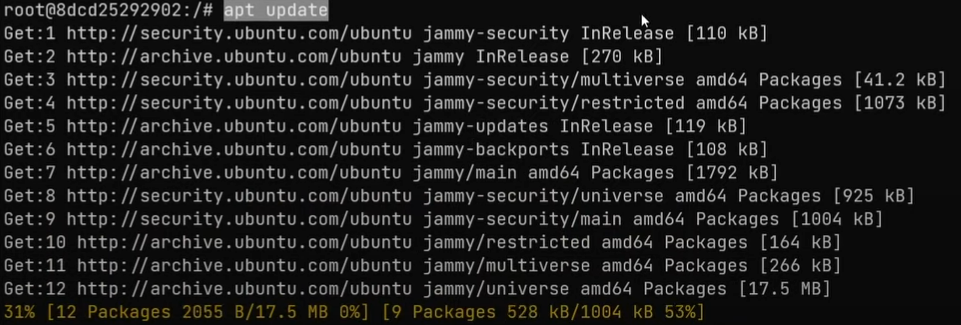 root@8dcd25292902:/# apt update
Get:1 http://security.ubuntu.com/ubuntu jammy-security InRelease [110 kB]
Get:2 http://archive.ubuntu.com/ubuntu jammy InRelease [270 kB]
Get:3 http://security.ubuntu.com/ubuntu jammy-security/multiverse amd64 Packages [41.2 kB]
Get:4 http://security.ubuntu.com/ubuntu jammy-security/restricted amd64 Packages [1073 kB]
Get:5 http://archive.ubuntu.com/ubuntu jammy-updates InRelease [119 kB]
Get:6 http://archive.ubuntu.com/ubuntu jammy-backports InRelease [108 kB]
Get:7 http://archive.ubuntu.com/ubuntu jammy/main amd64 Packages [1792 kB]
Get:8 http://security.ubuntu.com/ubuntu jammy-security/universe amd64 Packages [925 kB]
Get:9 http://security.ubuntu.com/ubuntu jammy-security/main amd64 Packages [1004 kB]
Get:10 http://archive.ubuntu.com/ubuntu jammy/restricted amd64 Packages [164 kB]
Get:11 http://archive.ubuntu.com/ubuntu jammy/multiverse amd64 Packages [266 kB]
Get:12 http://archive.ubuntu.com/ubuntu jammy/universe amd64 Packages [17.5 MB]
31% [12 Packages 2055 B/17.5 MB 0%] [9 Packages 528 kB/1004 kB 53%]